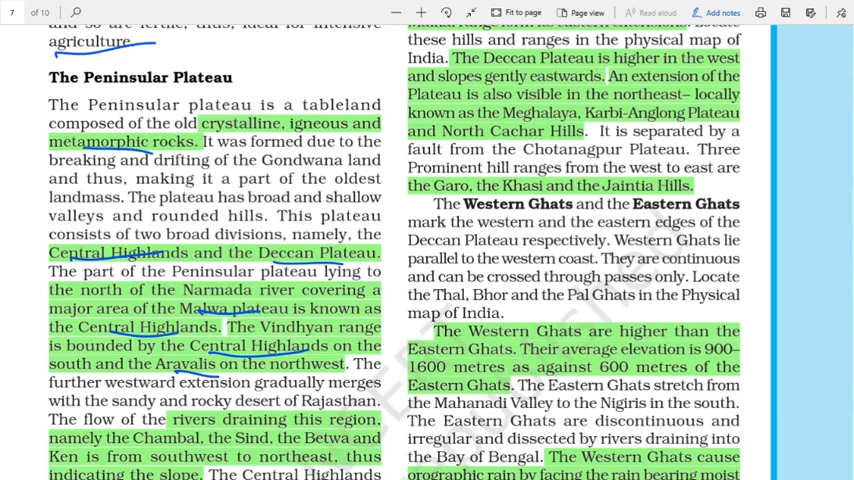 7 of 10
Fit to page
Page view
Read aloud
Add notes
and so are fertile, thus, ideal for intensive
agriculture.
The Peninsular Plateau
The Peninsular plateau is a tableland
composed of the old crystalline, igneous and
metamorphic rocks. It was formed due to the
breaking and drifting of the Gondwana land
and thus, making it a part of the oldest
landmass. The plateau has broad and shallow
valleys and rounded hills. This plateau
consists of two broad divisions, namely, the
Central Highlands and the Deccan Plateau.
The part of the Peninsular plateau lying to
the north of the Narmada river covering a
major area of the Malwa plateau is known as
the Central Highlands. The Vindhyan range
is bounded by the Central Highlands on the
south and the Aravalis on the northwest. The
further westward extension gradually merges
with the sandy and rocky desert of Rajasthan.
The flow of the rivers draining this region,
namely the Chambal, the Sind, the Betwa and
Ken is from southwest to northeast, thus
indicating the slope. The Central Highlands
these hills and ranges in the physical map of
India. The Deccan Plateau is higher in the west
and slopes gently eastwards. An extension of the
Plateau is also visible in the northeast– locally
known as the Meghalaya, Karbi-Anglong Plateau
and North Cachar Hills. It is separated by a
fault from the Chotanagpur Plateau. Three
Prominent hill ranges from the west to east are
the Garo, the Khasi and the Jaintia Hills.
The Western Ghats and the Eastern Ghats
mark the western and the eastern edges of the
Deccan Plateau respectively. Western Ghats lie
parallel to the western coast. They are continuous
and can be crossed through passes only. Locate
the Thal, Bhor and the Pal Ghats in the Physical
map of India.
The Western Ghats are higher than the
Eastern Ghats. Their average elevation is 900–
1600 metres as against 600 metres of the
Eastern Ghats. The Eastern Ghats stretch from
the Mahanadi Valley to the Nigiris in the south.
The Eastern Ghats are discontinuous and
irregular and dissected by rivers draining into
the Bay of Bengal. The Western Ghats cause
orographic rain by facing the rain bearing moist